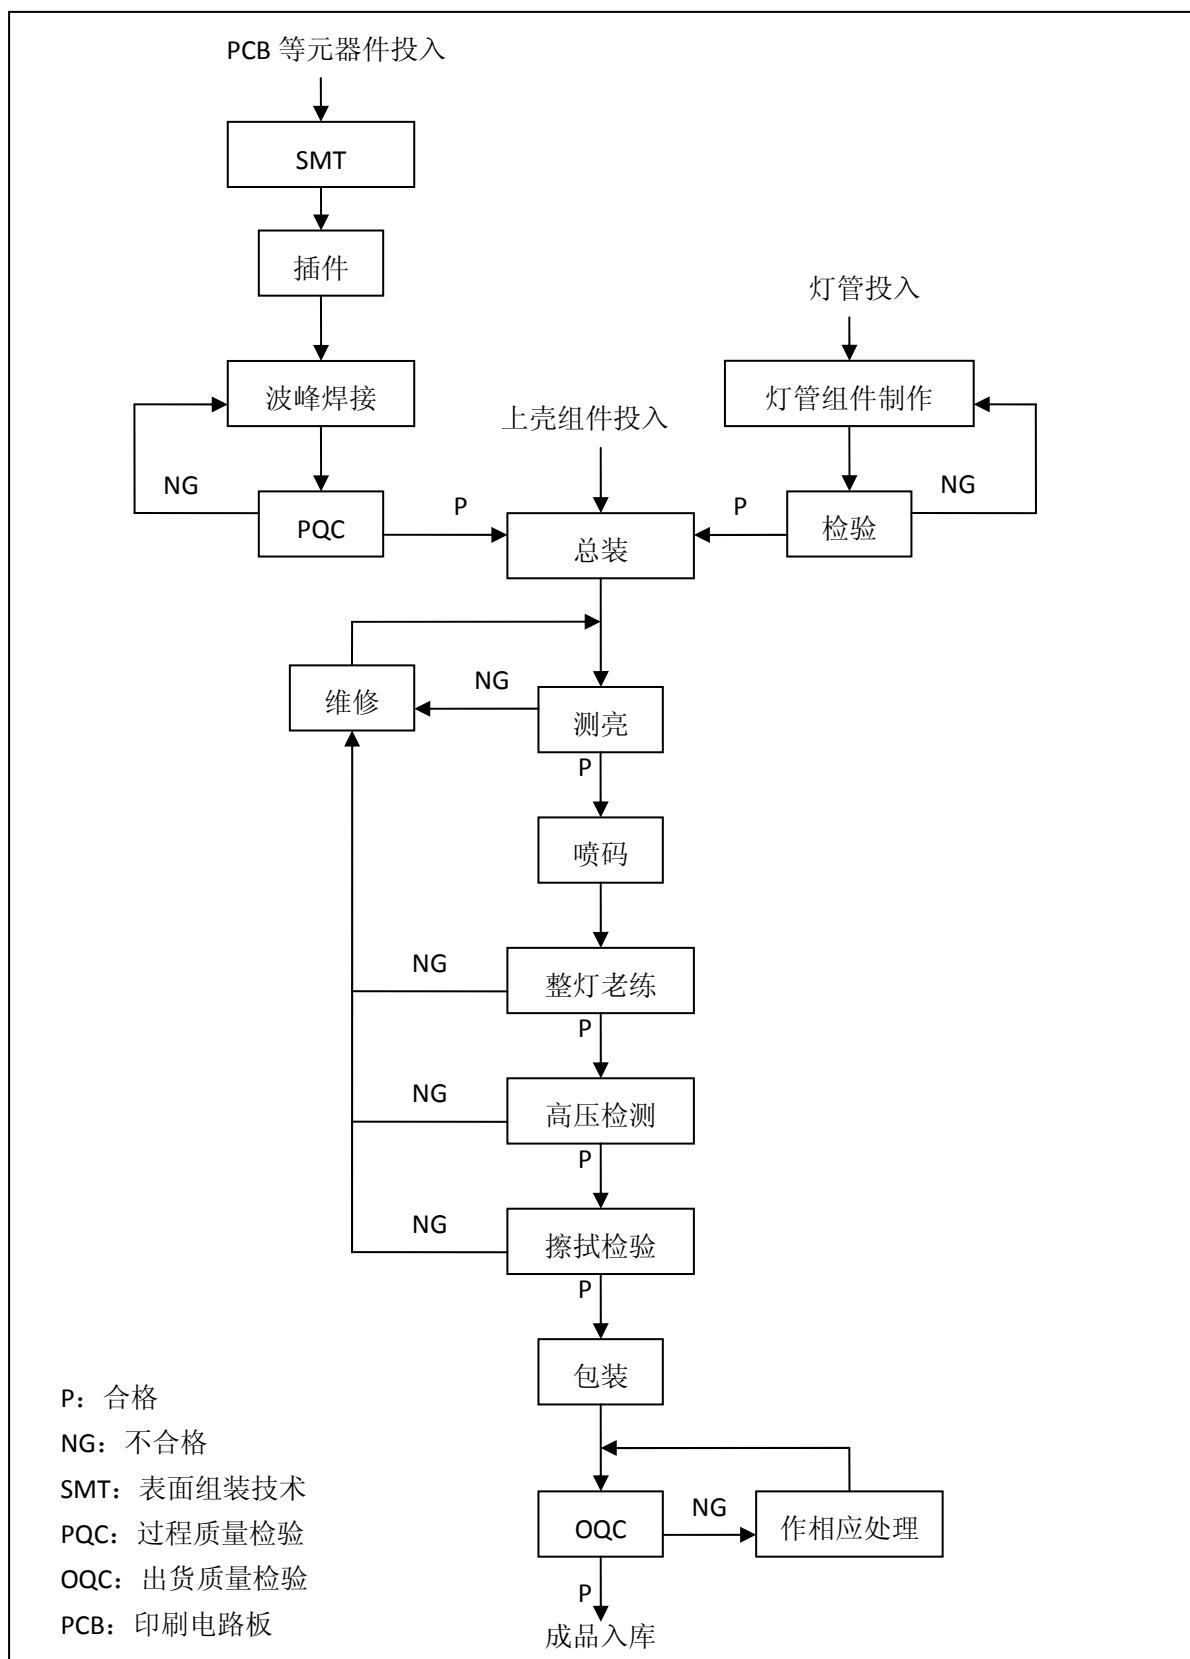 PCB 等元器件投入
SMT
插件
灯管投入
波峰焊接
灯管组件制作
上壳组件投入
NG
NG
P
P
PQC
检验
总装
维修
NG
测亮
P
喷码
NG
整灯老练
P
NG
高压检测
P
NG
擦拭检验
P
包装
NG
OQC
作相应处理
P
成品入库
P：合格
NG：不合格
SMT：表面组装技术
PQC：过程质量检验
OQC：出货质量检验
PCB：印刷电路板